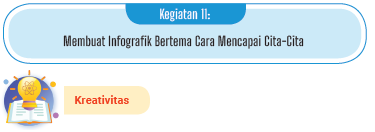 Kegiatan 11:
Membuat Infografik Bertema Cara Mencapai Cita-Cita
Kreativitas